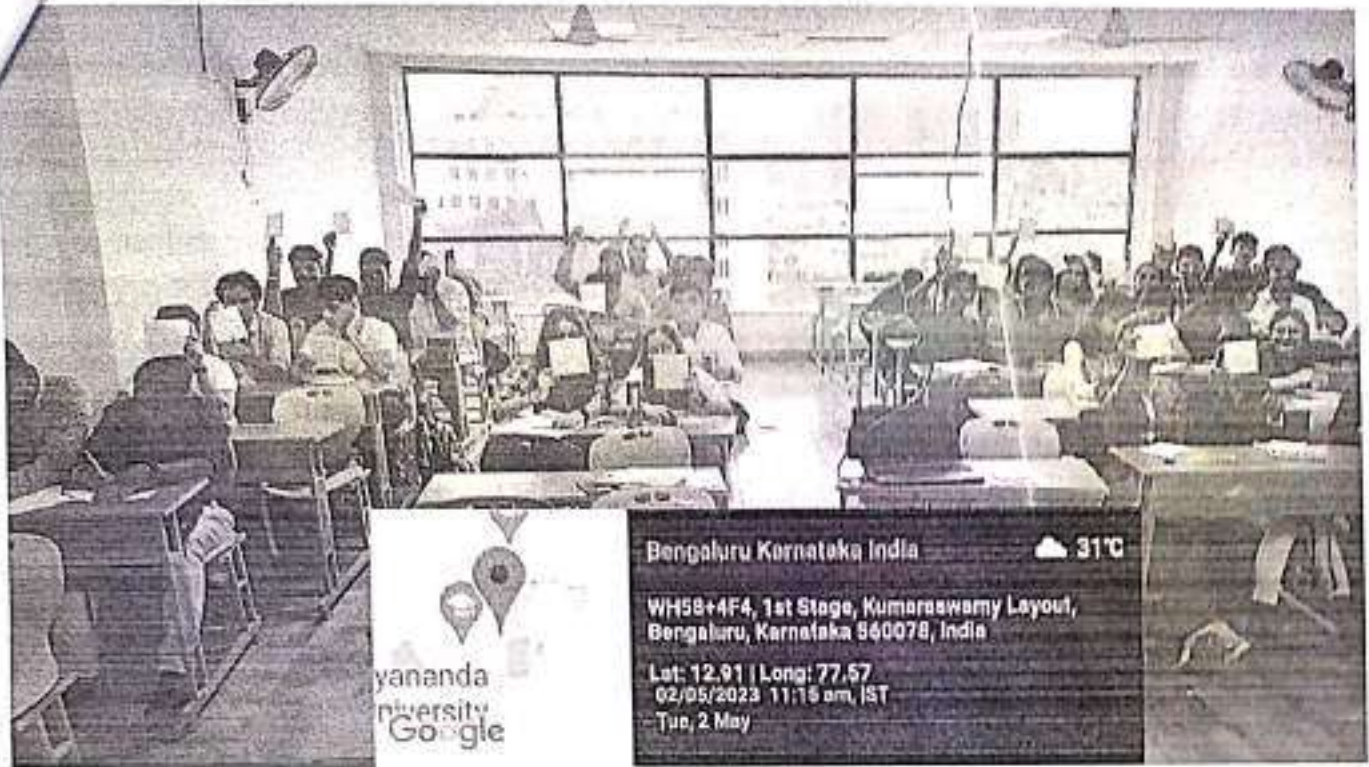 yananda
niversity
Google
Bengaluru Karnataka India
31°C
WH58+4F4, 1st Stage, Kumaraswamy Layout,
Bengaluru, Karnataka 560078, India
Lat: 12.91 | Long: 77.57
02/05/2023 11:15 am, IST
Tue, 2 May